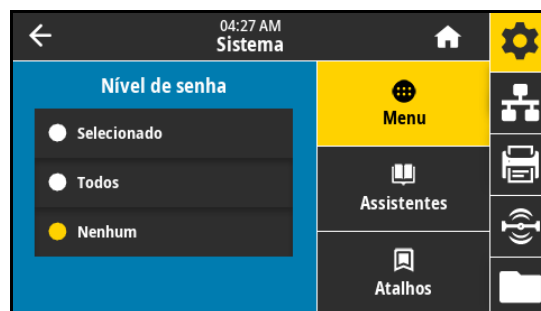 04:27 AM
Sistema
Nível de senha
Selecionado
Todos
Nenhum
Menu
Assistentes
Atalhos